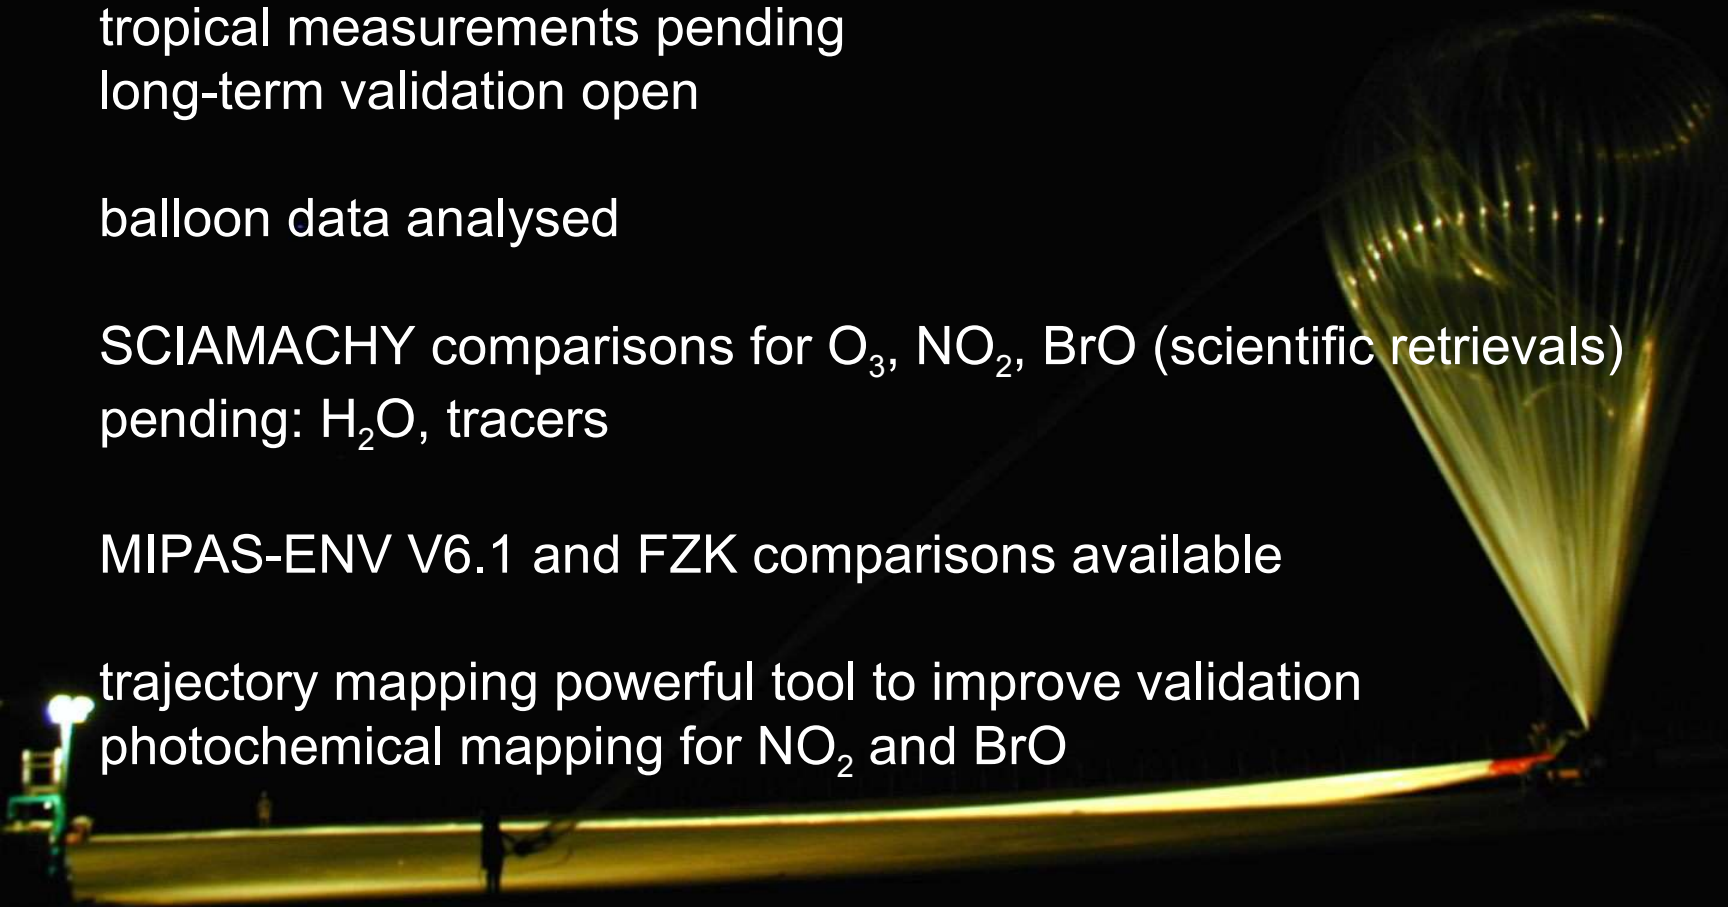 tropical measurements pending
long-term validation open
balloon data analysed
SCIAMACHY comparisons for O₃, NO₂, BrO (scientific retrievals)
pending: H₂O, tracers
MIPAS-ENV V6.1 and FZK comparisons available
trajectory mapping powerful tool to improve validation
photochemical mapping for NO₂ and BrO